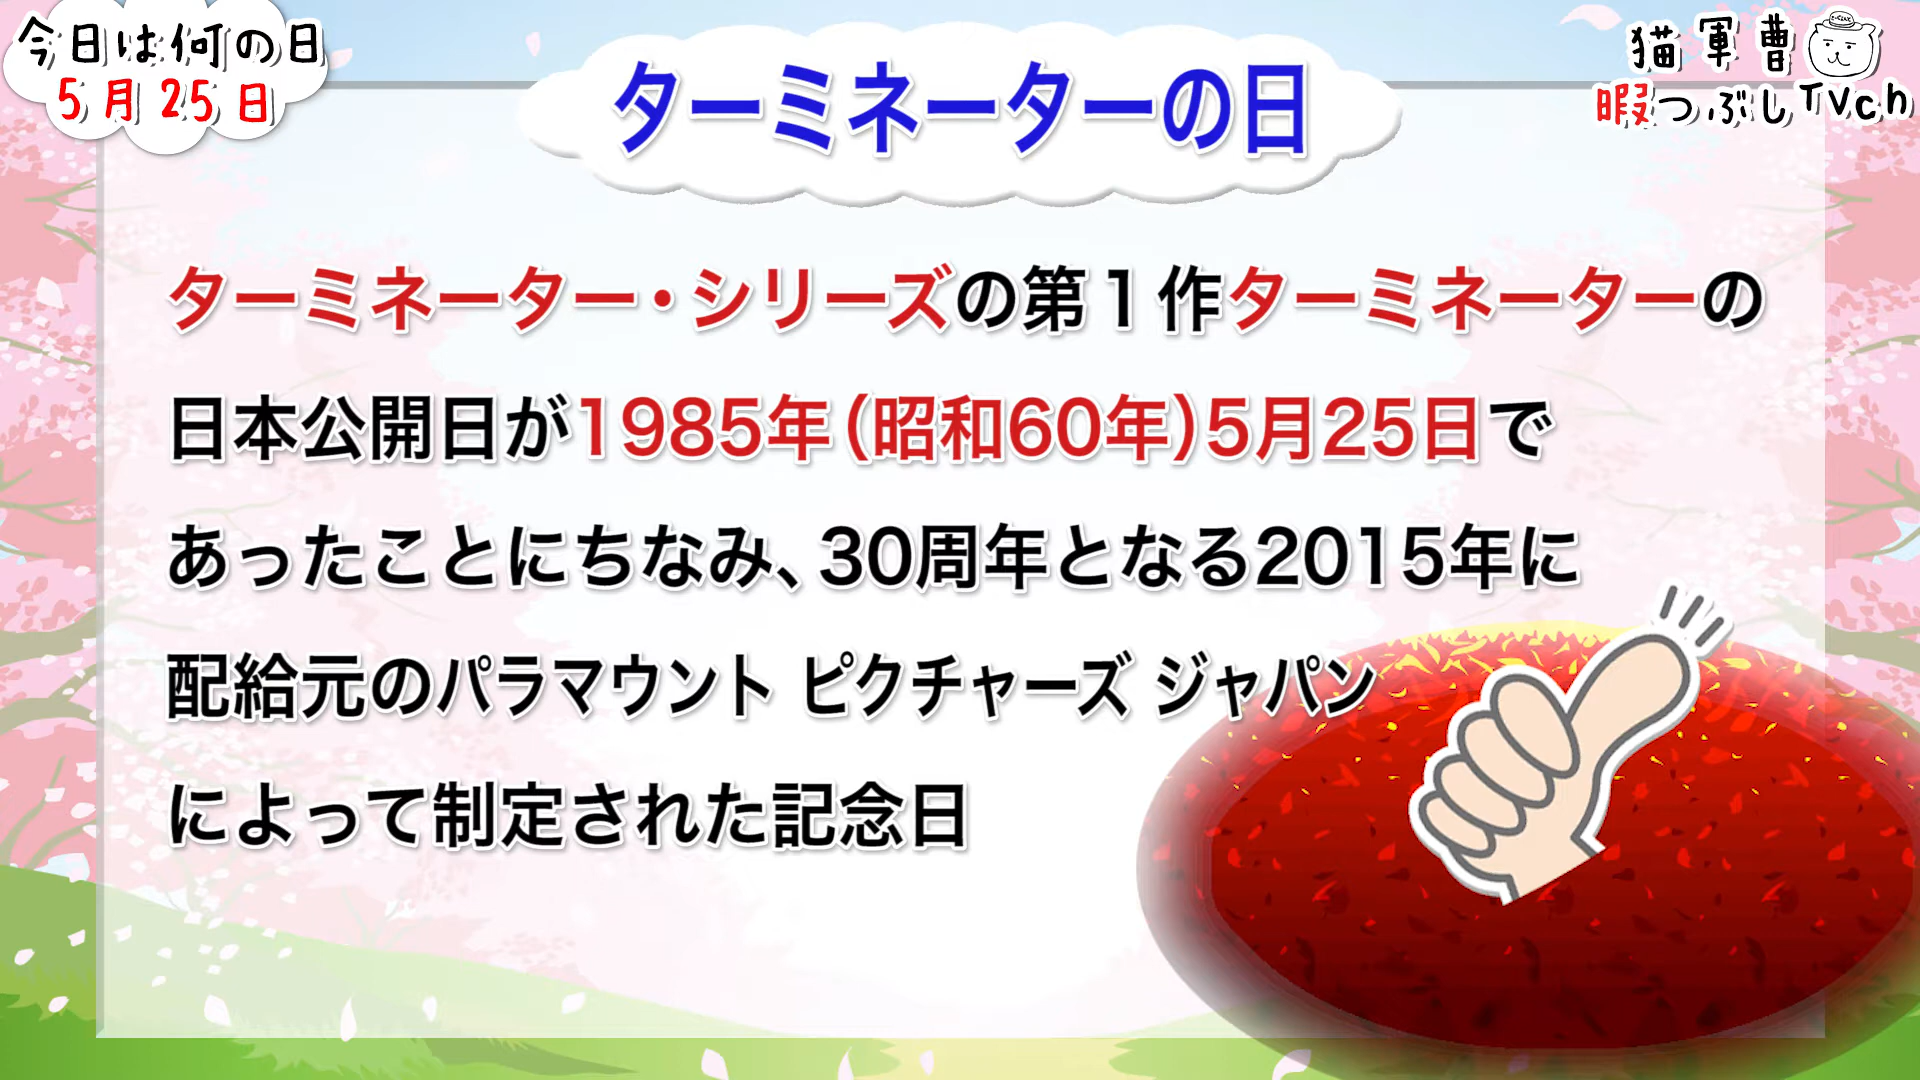 今日は何の日
5月25日
ターミネーターの日
猫軍曹
暇つぶしTVch
ターミネーター・シリーズの第1作ターミネーターの
日本公開日が1985年(昭和60年)5月25日で
あったことにちなみ、30周年となる2015年に
配給元のパラマウント ピクチャーズ ジャパン
によって制定された記念日